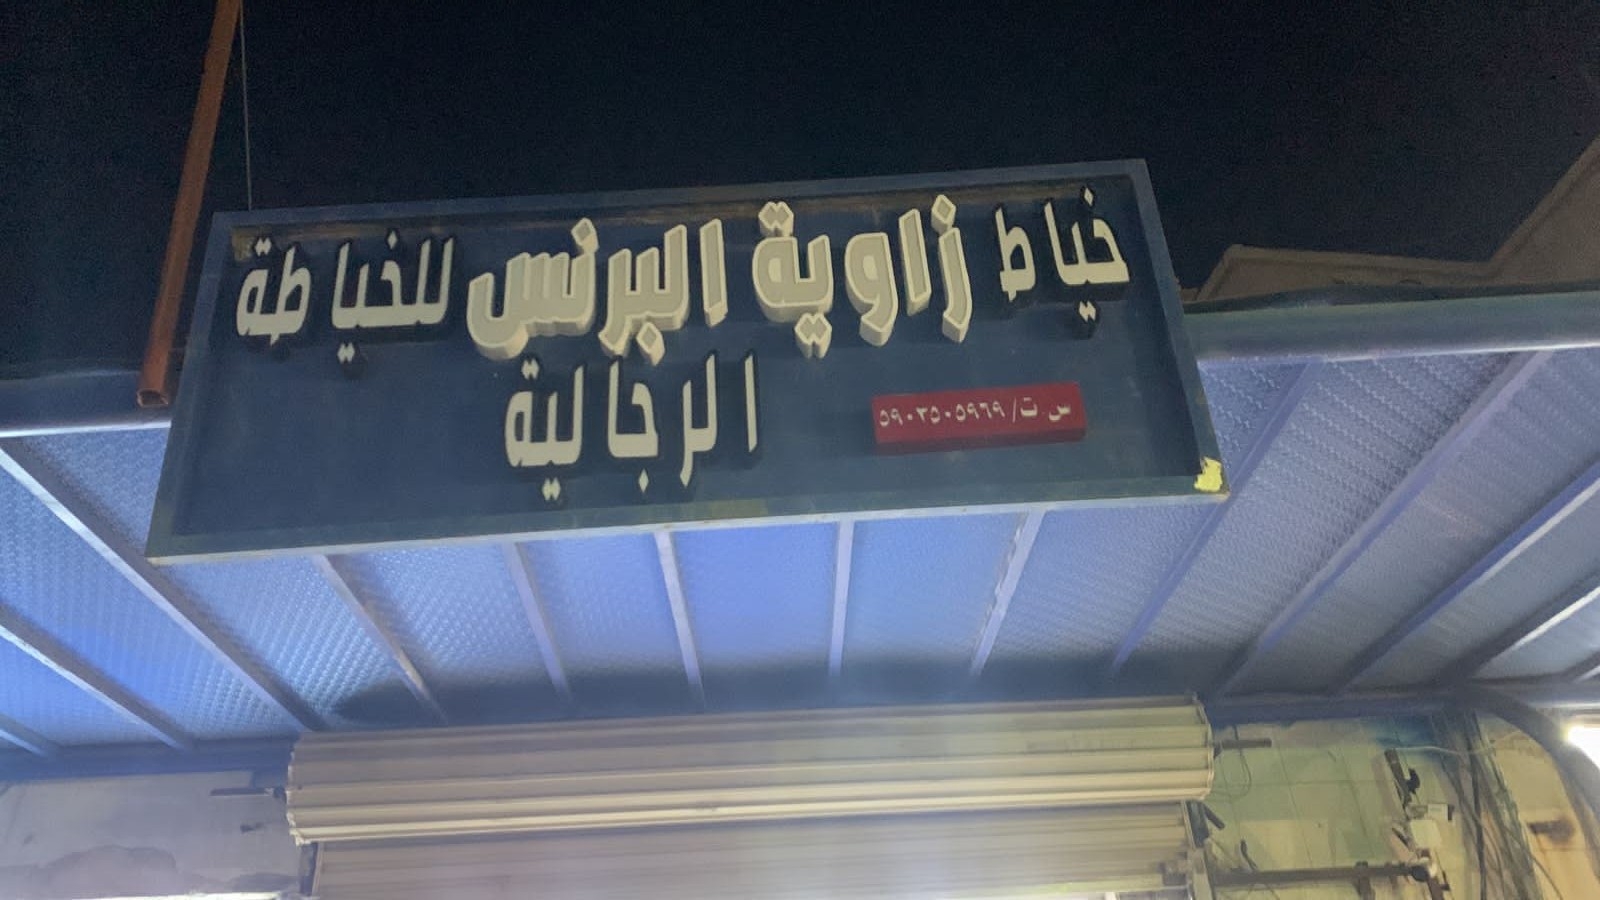 خياط زاوية البرنس للخياطة
الرجالية
س ت/ ٥٩٠٣٥٠٥٩٦٩